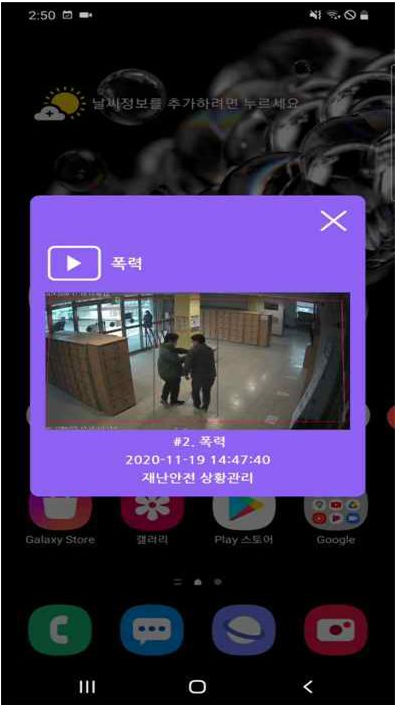 2:50
날씨정보를 추가하려면 누르세요
폭력
#2. 폭력
2020-11-19 14:47:40
재난안전 상황관리
Galaxy Store
갤러리
Play 스토어
Google